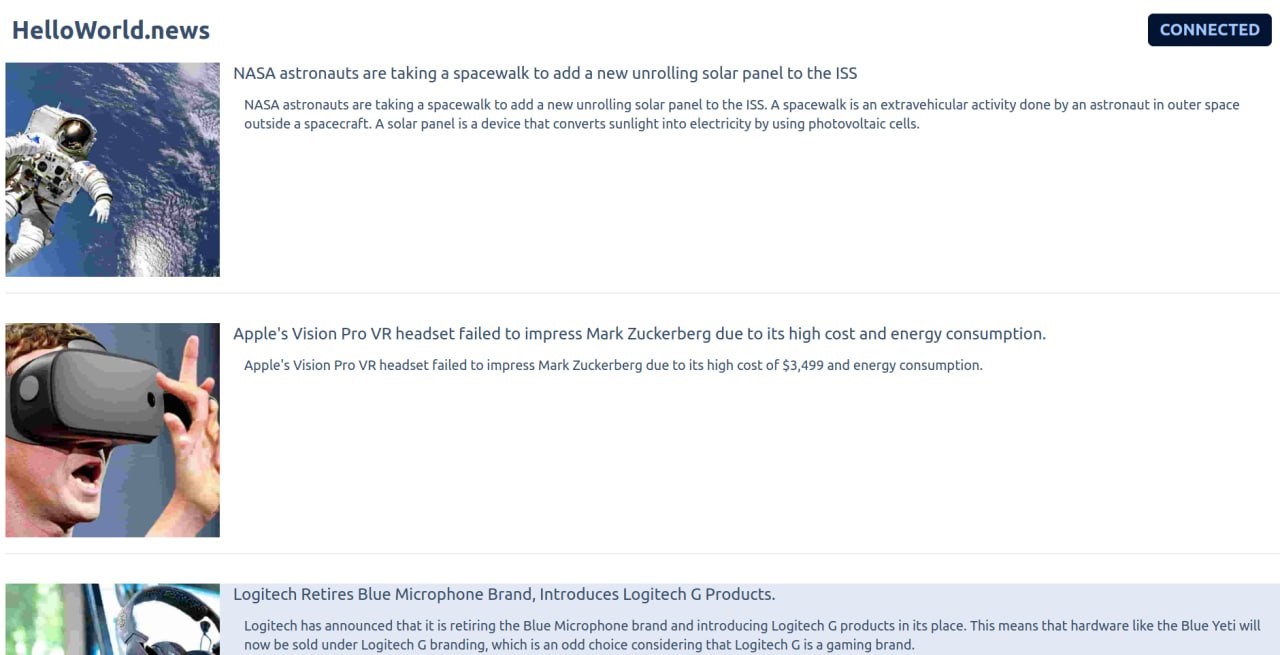 HelloWorld.news
CONNECTED
NASA astronauts are taking a spacewalk to add a new unrolling solar panel to the ISS
NASA astronauts are taking a spacewalk to add a new unrolling solar panel to the ISS. A spacewalk is an extravehicular activity done by an astronaut in outer space
outside a spacecraft. A solar panel is a device that converts sunlight into electricity by using photovoltaic cells.
Apple's Vision Pro VR headset failed to impress Mark Zuckerberg due to its high cost and energy consumption.
Apple's Vision Pro VR headset failed to impress Mark Zuckerberg due to its high cost of $3,499 and energy consumption.
Logitech Retires Blue Microphone Brand, Introduces Logitech G Products.
Logitech has announced that it is retiring the Blue Microphone brand and introducing Logitech G products in its place. This means that hardware like the Blue Yeti will
now be sold under Logitech G branding, which is an odd choice considering that Logitech G is a gaming brand.